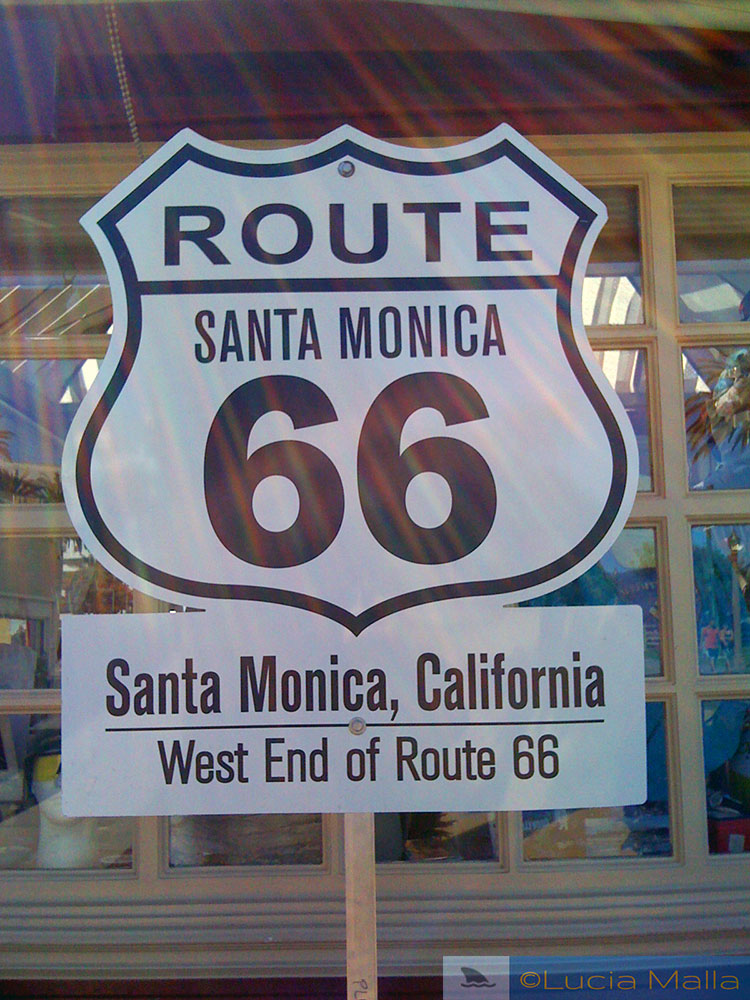 ROUTE
SANTA MONICA
66
Santa Monica, California
West End of Route 66
©Lucia Malla